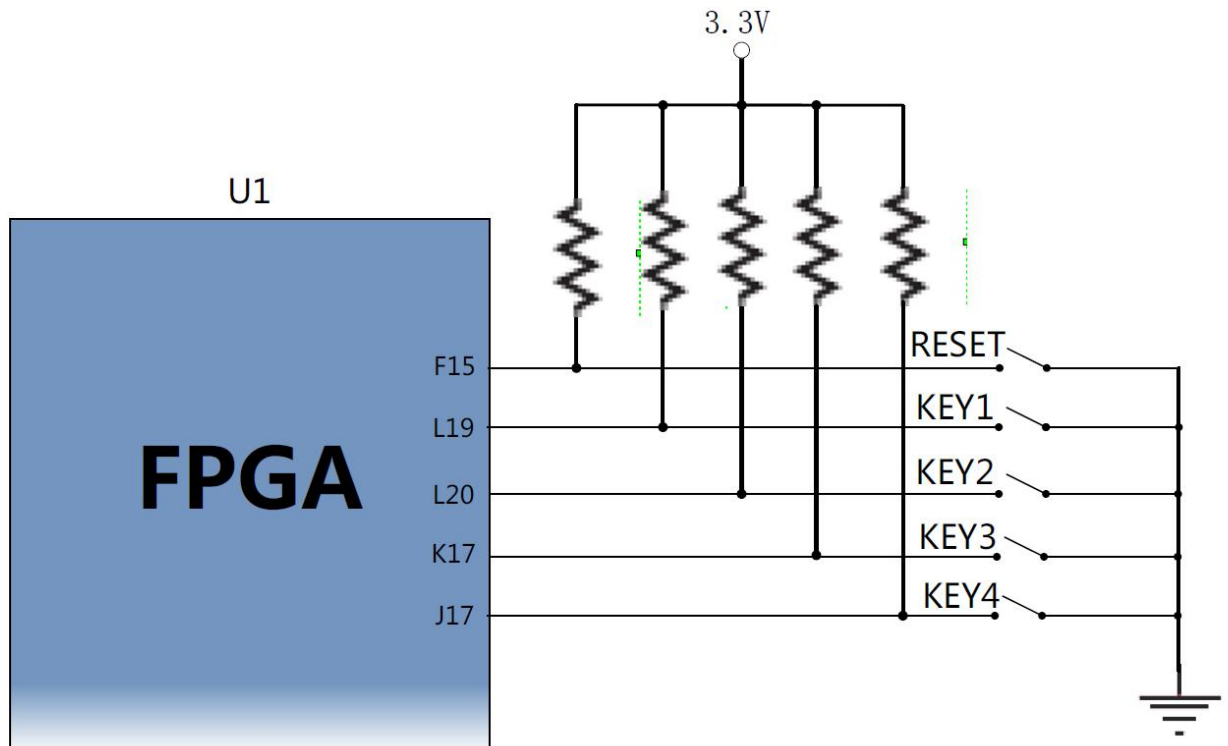 3.3V
U1
FPGA
F15
L19
L20
K17
J17
RESET
KEY1
KEY2
KEY3
KEY4